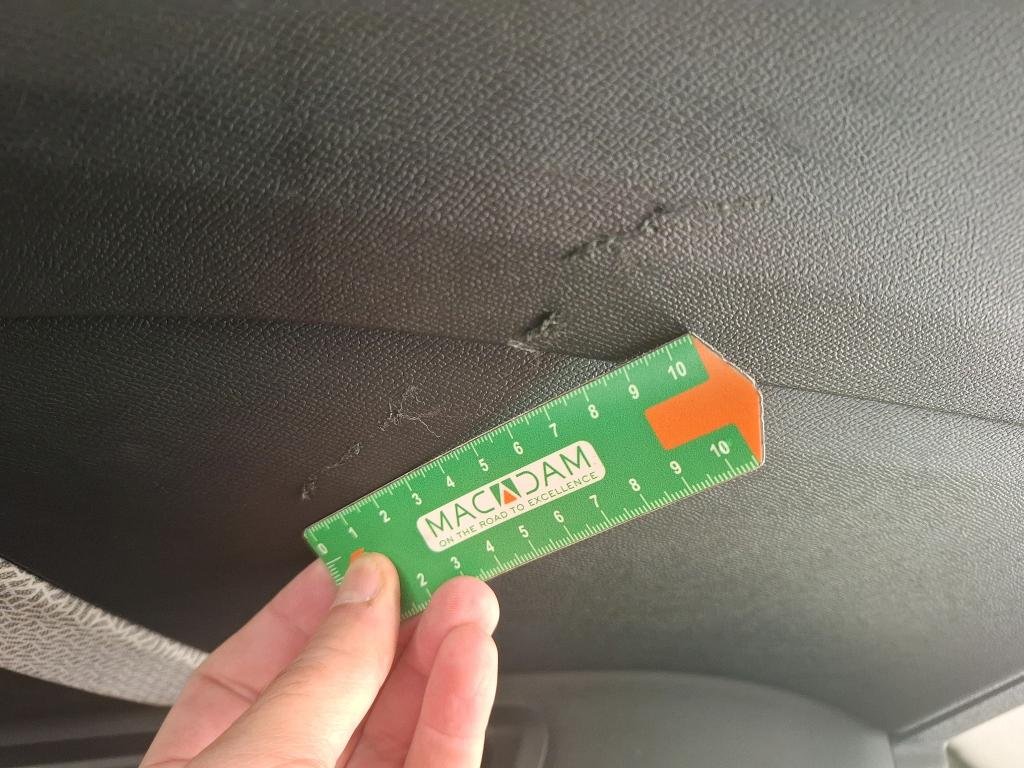 0 1 2 3 4 5 6 7 8 9 10
MACADAM
ON THE ROAD TO EXCELLENCE
2 3 4 5 6 7 8 9 10